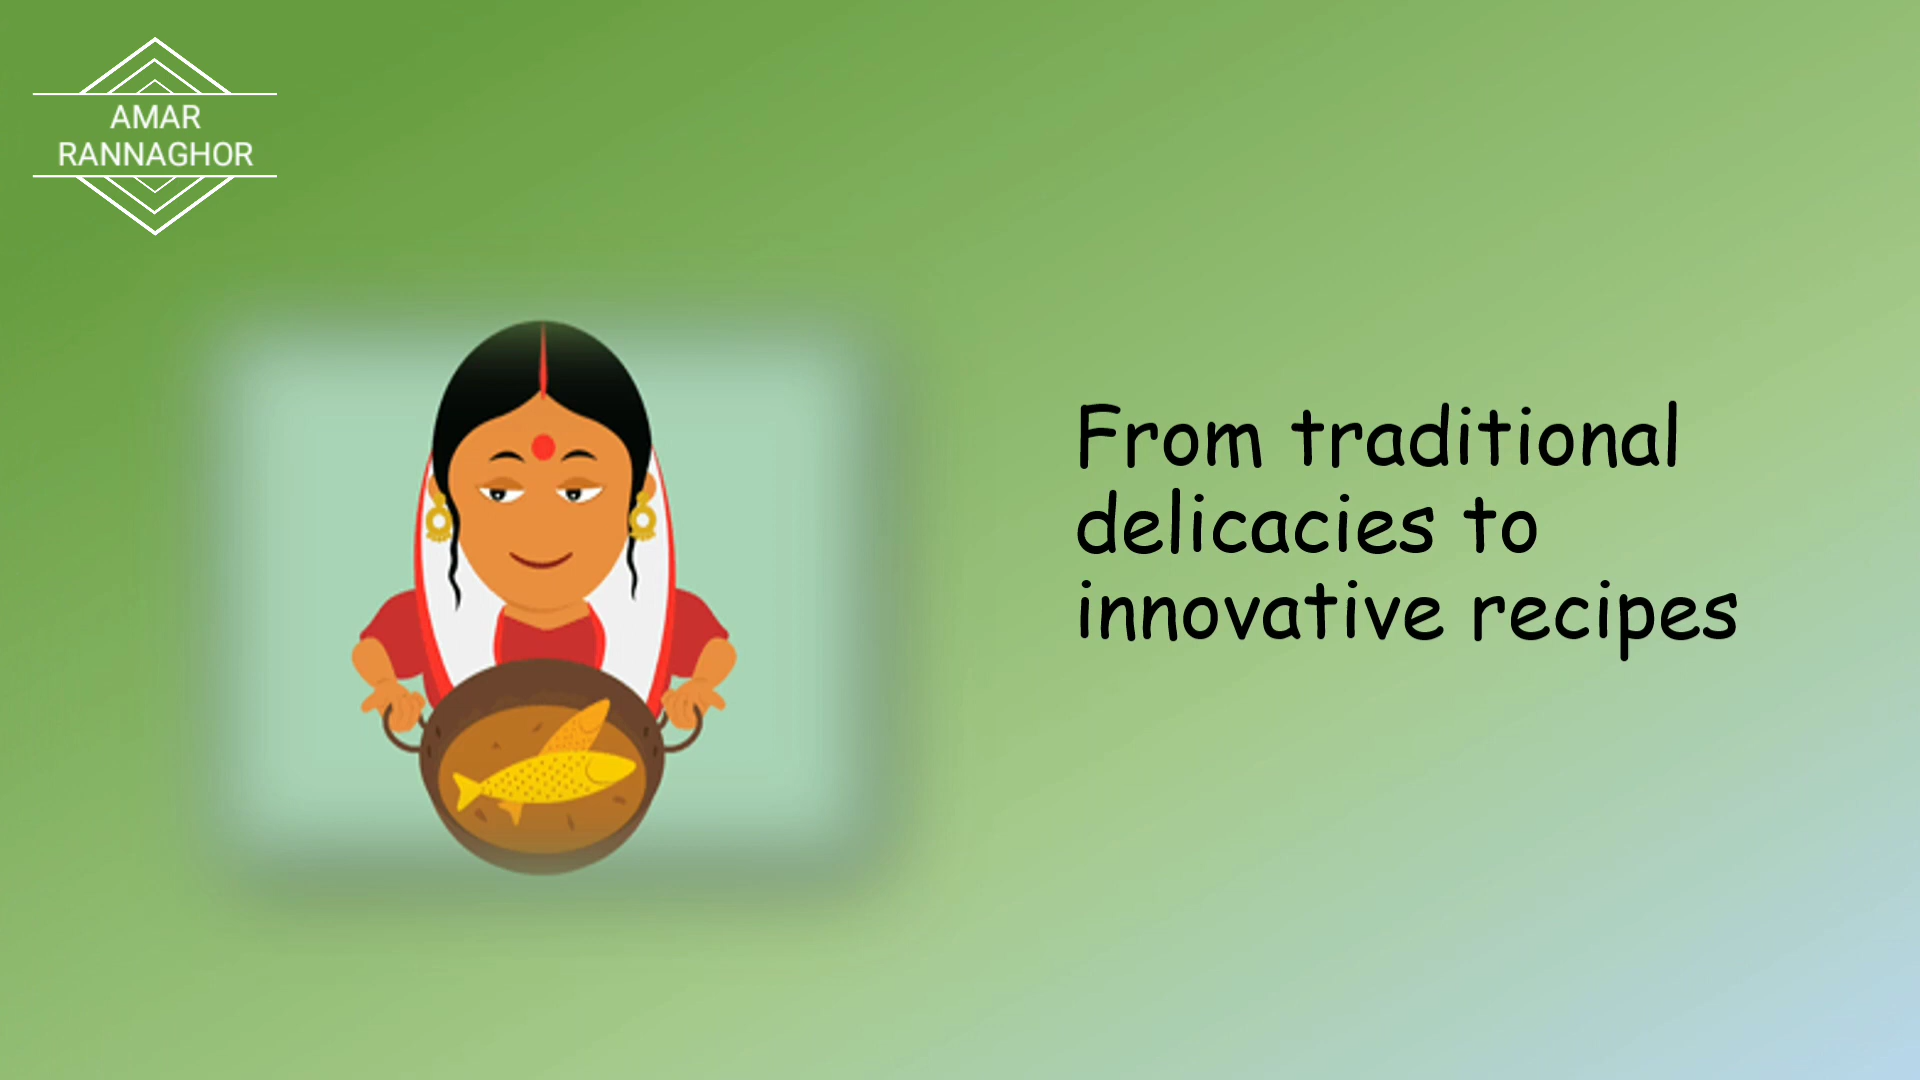 AMAR
RANNAGHOR
From traditional
delicacies to
innovative recipes